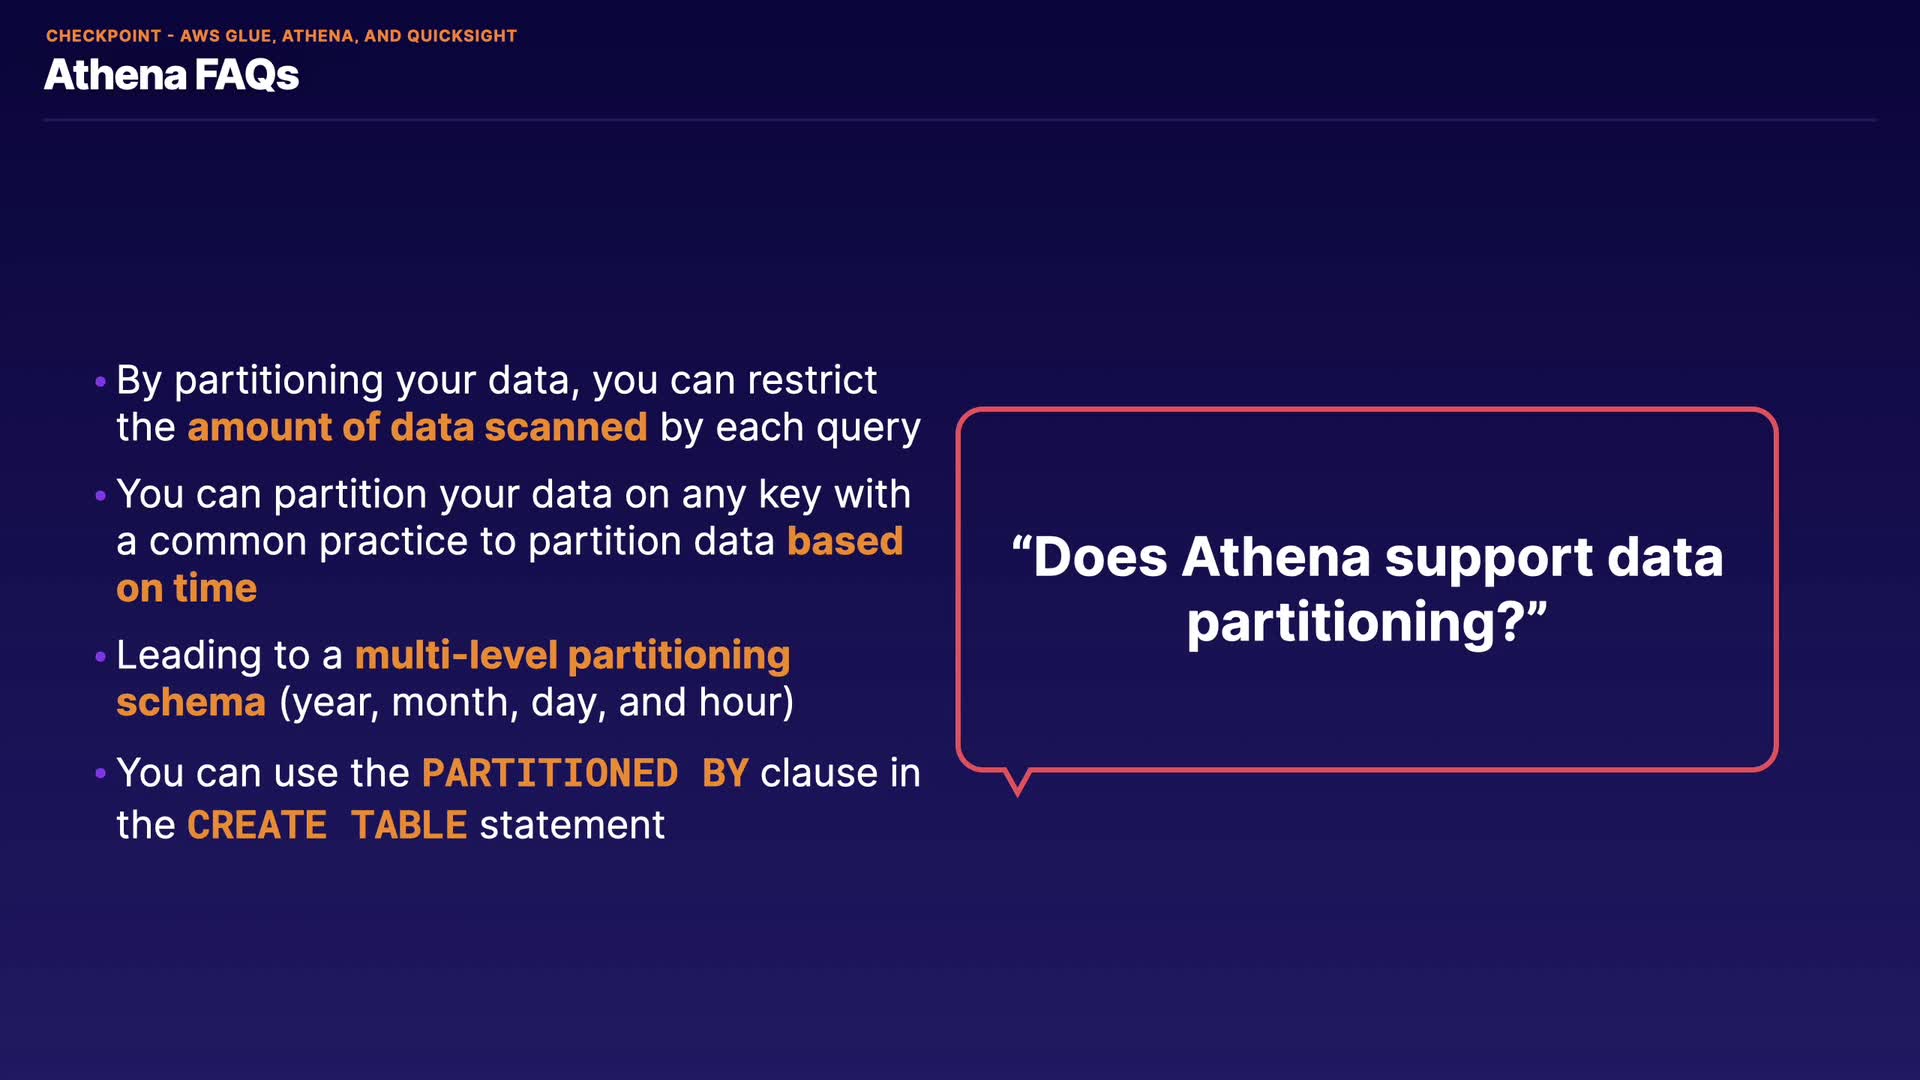 CHECKPOINT - AWS GLUE, ATHENA, AND QUICKSIGHT
Athena FAQs
• By partitioning your data, you can restrict
the amount of data scanned by each query
• You can partition your data on any key with
a common practice to partition data based
on time
• Leading to a multi-level partitioning
schema (year, month, day, and hour)
• You can use the PARTITIONED BY clause in
the CREATE TABLE statement
“Does Athena support data
partitioning?”